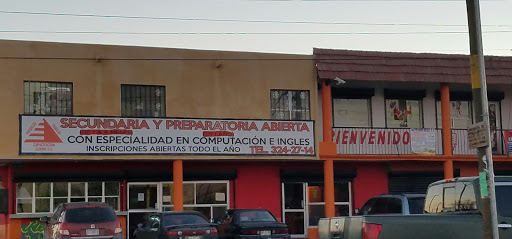 SECUNDARIA Y PREPARATORIA ABIERTA
CON ESPECIALIDAD EN COMPUTACIÓN E INGLES
INSCRIPCIONES ABIERTAS TODO EL AÑO TEL. 324-27-14
BIENVENIDO